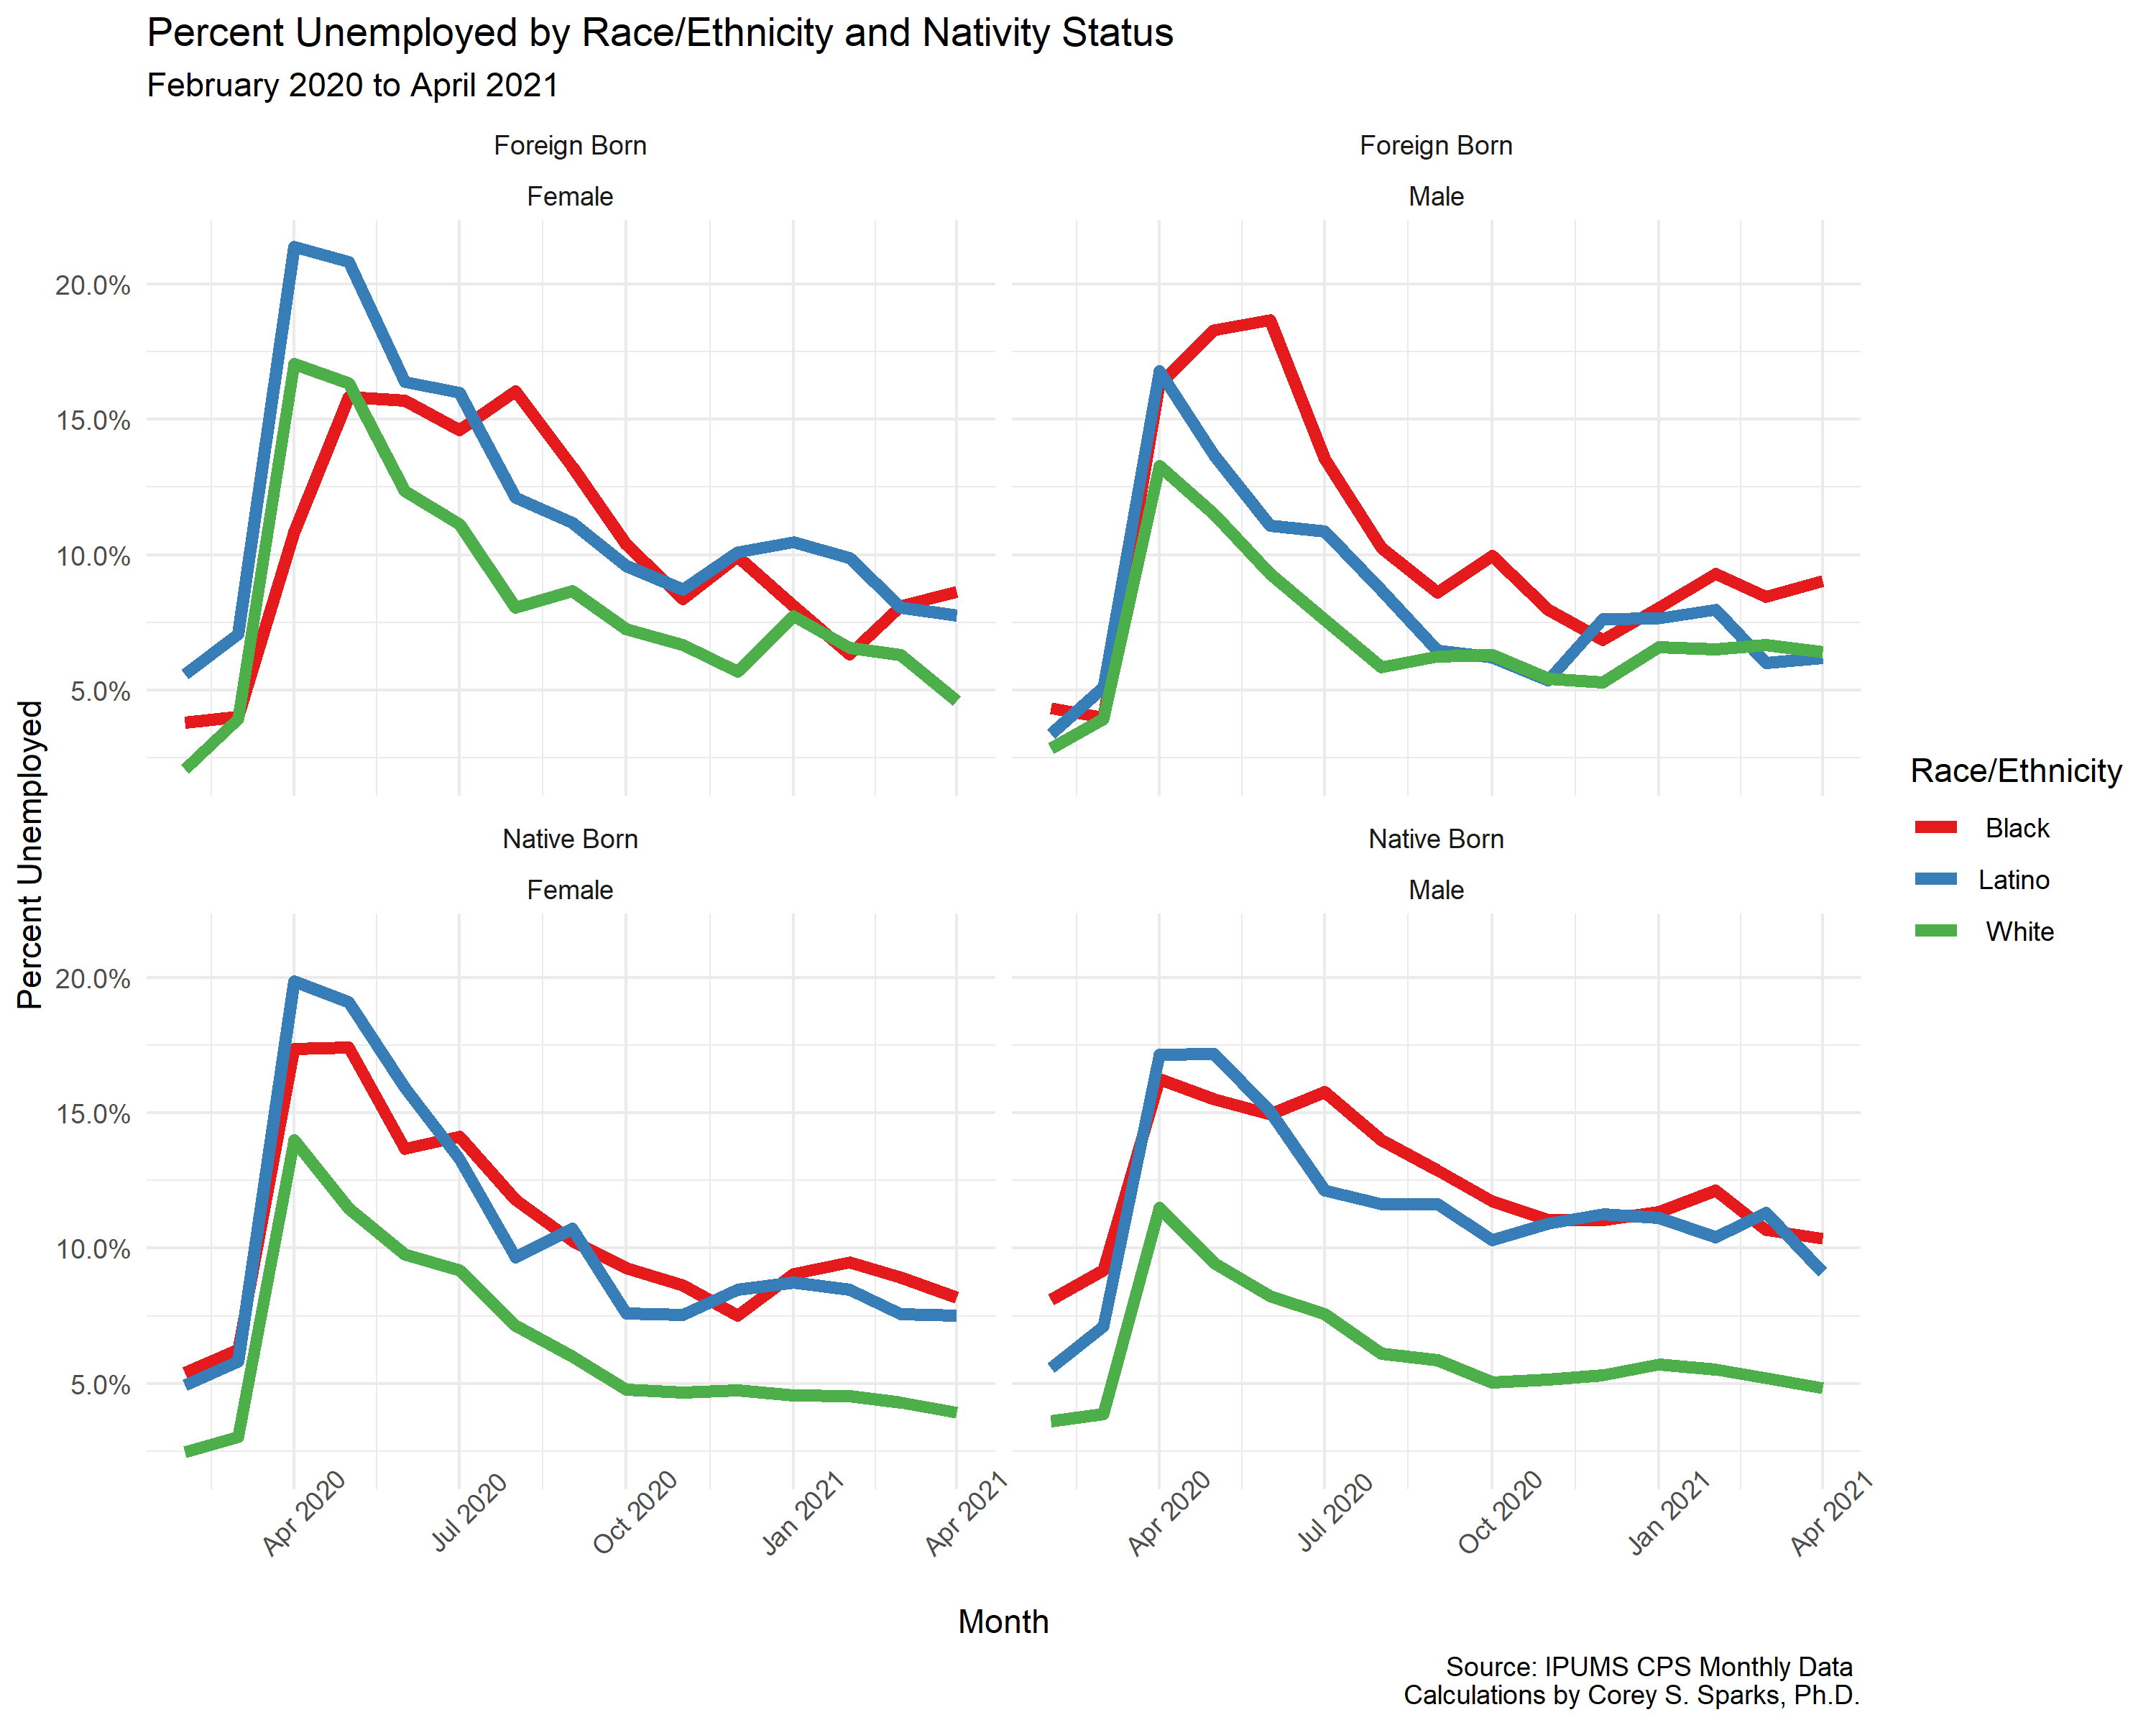 Percent Unemployed by Race/Ethnicity and Nativity Status
February 2020 to April 2021
Foreign Born
Female
Foreign Born
Male
20.0%
15.0%
10.0%
5.0%
Native Born
Female
Native Born
Male
20.0%
15.0%
10.0%
5.0%
Percent Unemployed
Apr 2020
Jul 2020
Oct 2020
Jan 2021
Apr 2021
Apr 2020
Jul 2020
Oct 2020
Jan 2021
Apr 2021
Month
Race/Ethnicity
Black
Latino
White
Source: IPUMS CPS Monthly Data
Calculations by Corey S. Sparks, Ph.D.